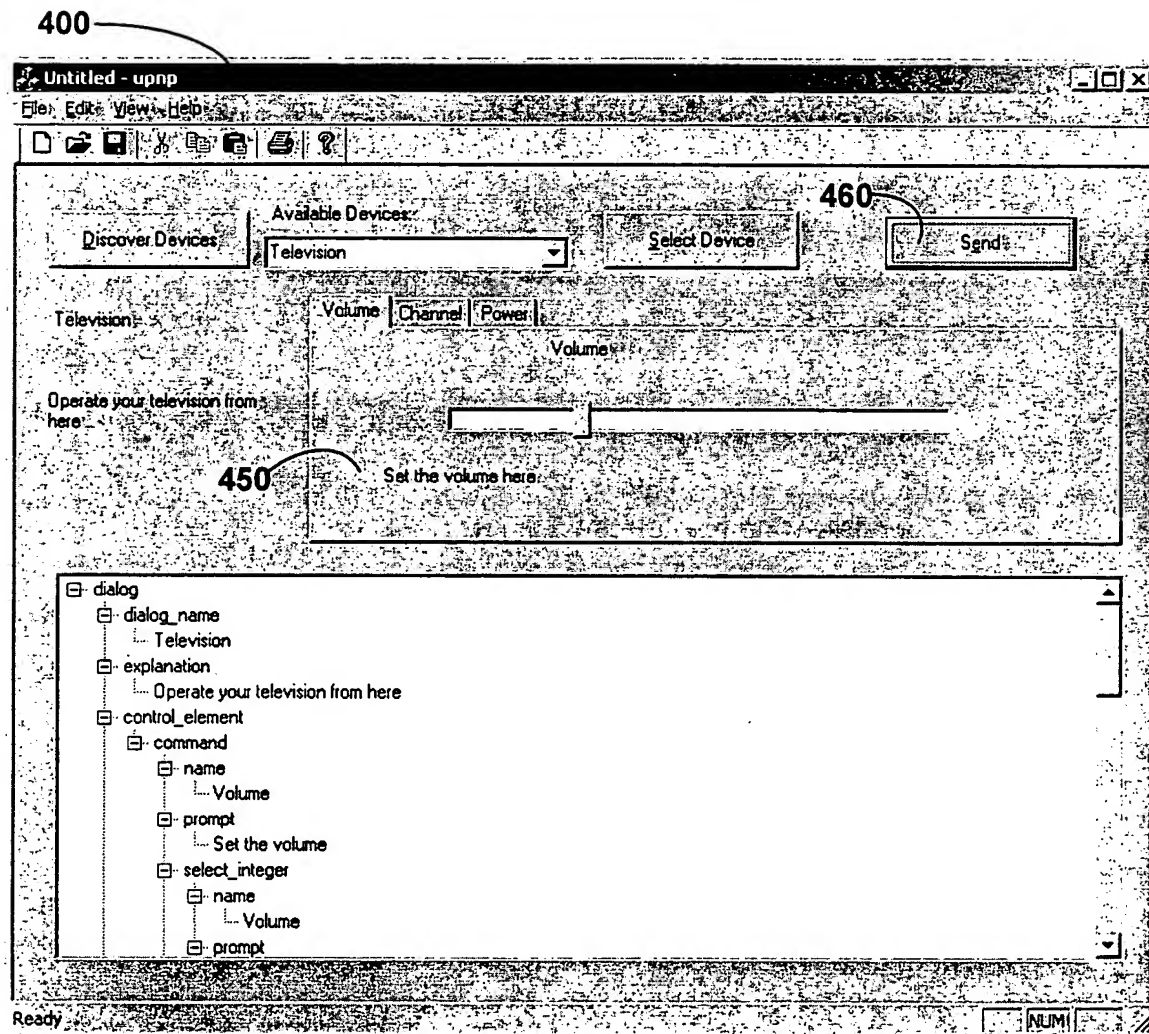 400
Untitled - upnp
File Edit View Help
460
Discover Devices
Available Devices:
Television
Select Device
Send
Television
Volume Channel Power
Volume
Operate your television from
here
450
Set the volume here
dialog
dialog_name
Television
explanation
Operate your television from here
control_element
command
name
Volume
prompt
Set the volume
select_integer
name
Volume
prompt
Ready
NUM